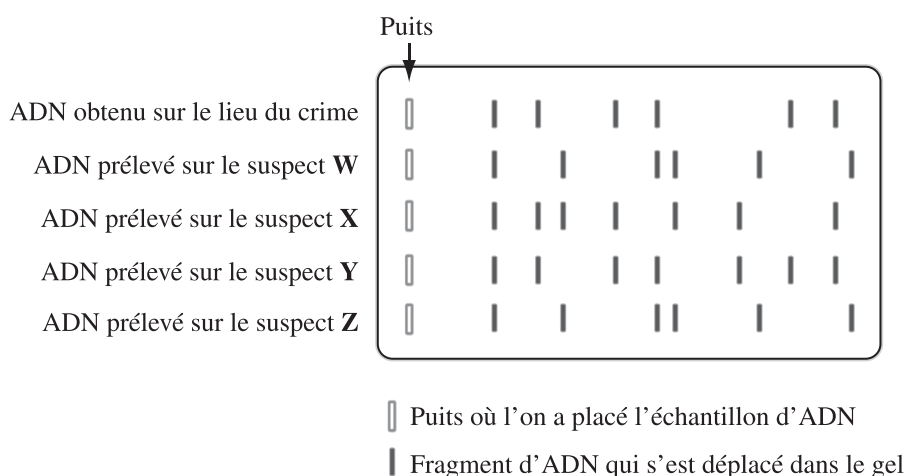 Puits
ADN obtenu sur le lieu du crime
ADN prélevé sur le suspect W
ADN prélevé sur le suspect X
ADN prélevé sur le suspect Y
ADN prélevé sur le suspect Z
Puits où l'on a placé l'échantillon d'ADN
Fragment d'ADN qui s'est déplacé dans le gel